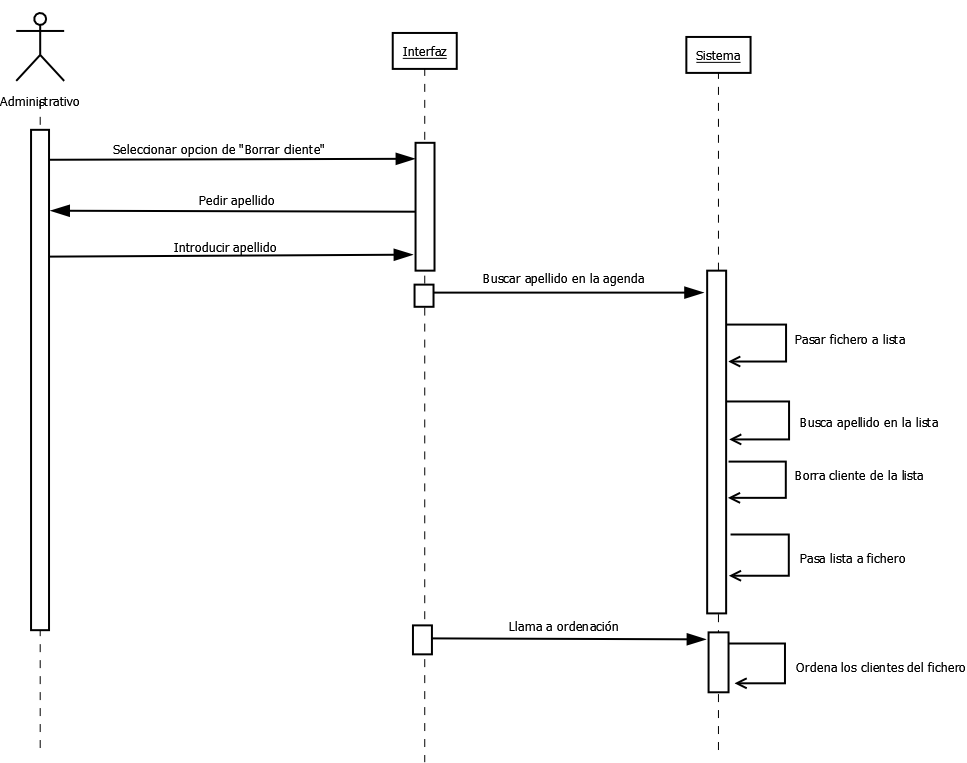 Interfaz
Sistema
Administrativo
Seleccionar opcion de "Borrar cliente"
Pedir apellido
Introducir apellido
Buscar apellido en la agenda
Pasar fichero a lista
Busca apellido en la lista
Borra cliente de la lista
Pasa lista a fichero
Llama a ordenación
Ordena los clientes del fichero